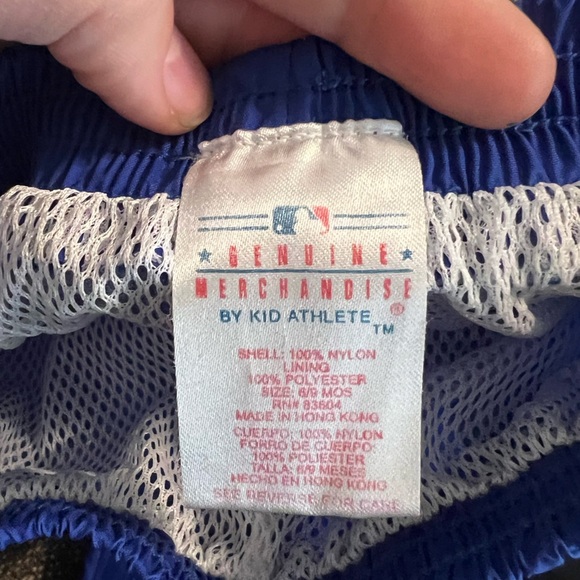 GENUINE
MERCHANDISE ®
BY KID ATHLETE TM
SHELL: 100% NYLON
LINING
100% POLYESTER
SIZE: 6/9 MOS
RN# 83604
MADE IN HONG KONG
CUERPO: 100% NYLON
FORRO DE CUERPO:
100% POLIESTER
TALLA: 6/9 MESES
HECHO EN HONG KONG
SEE REVERSE FOR CARE